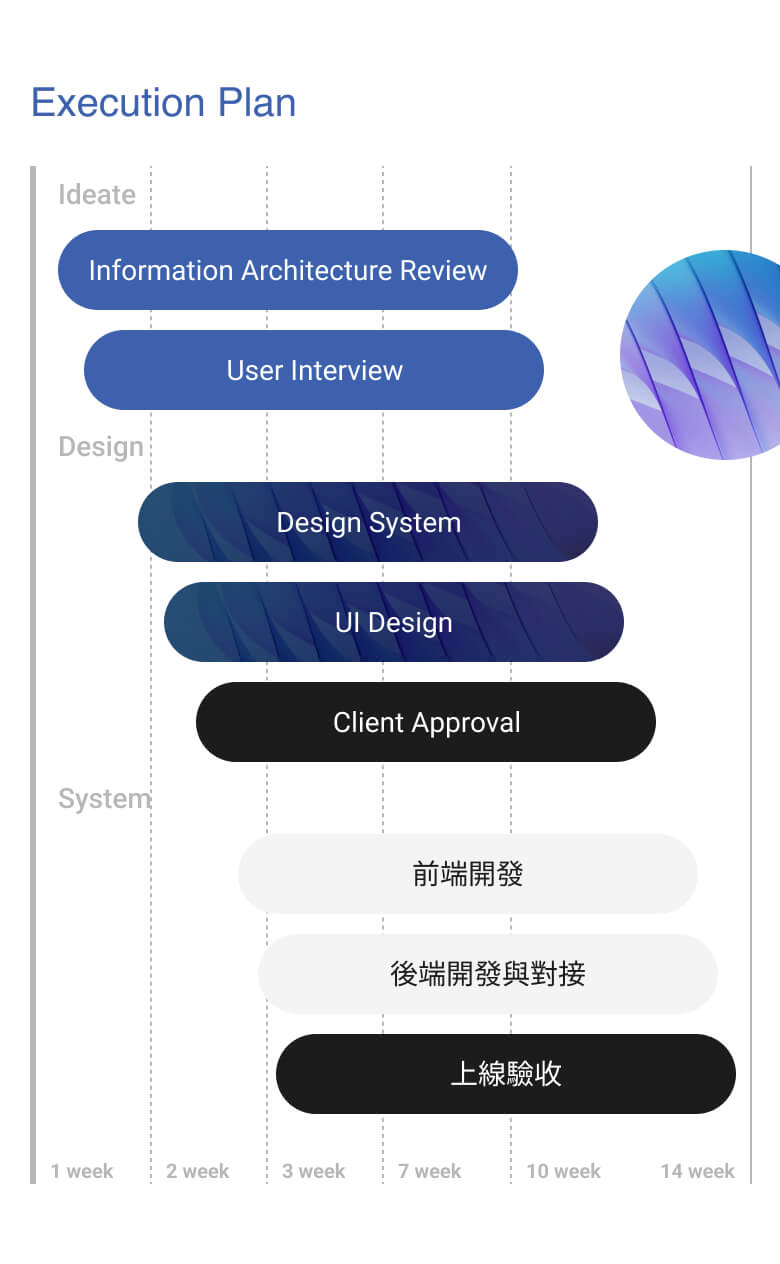 Execution Plan
Ideate
Information Architecture Review
User Interview
Design
Design System
UI Design
Client Approval
System
前端開發
後端開發與對接
上線驗收
1 week 2 week 3 week 7 week 10 week 14 week